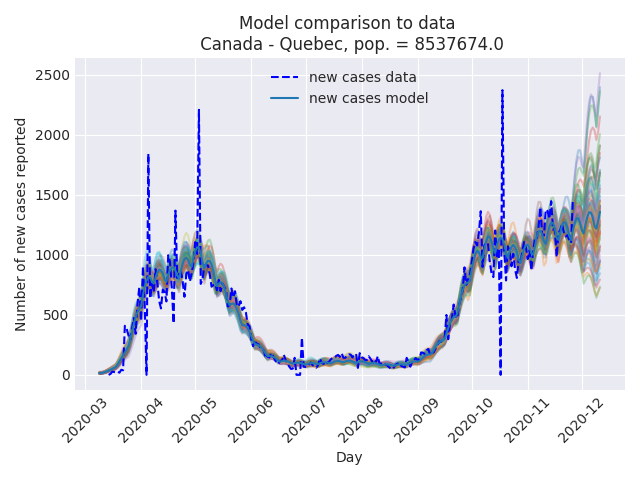 Model comparison to data
Canada - Quebec, pop. = 8537674.0
new cases data
new cases model
Number of new cases reported
2500
2000
1500
1000
500
0
2020-03
2020-04
2020-05
2020-06
2020-07
2020-08
2020-09
2020-10
2020-11
2020-12
Day